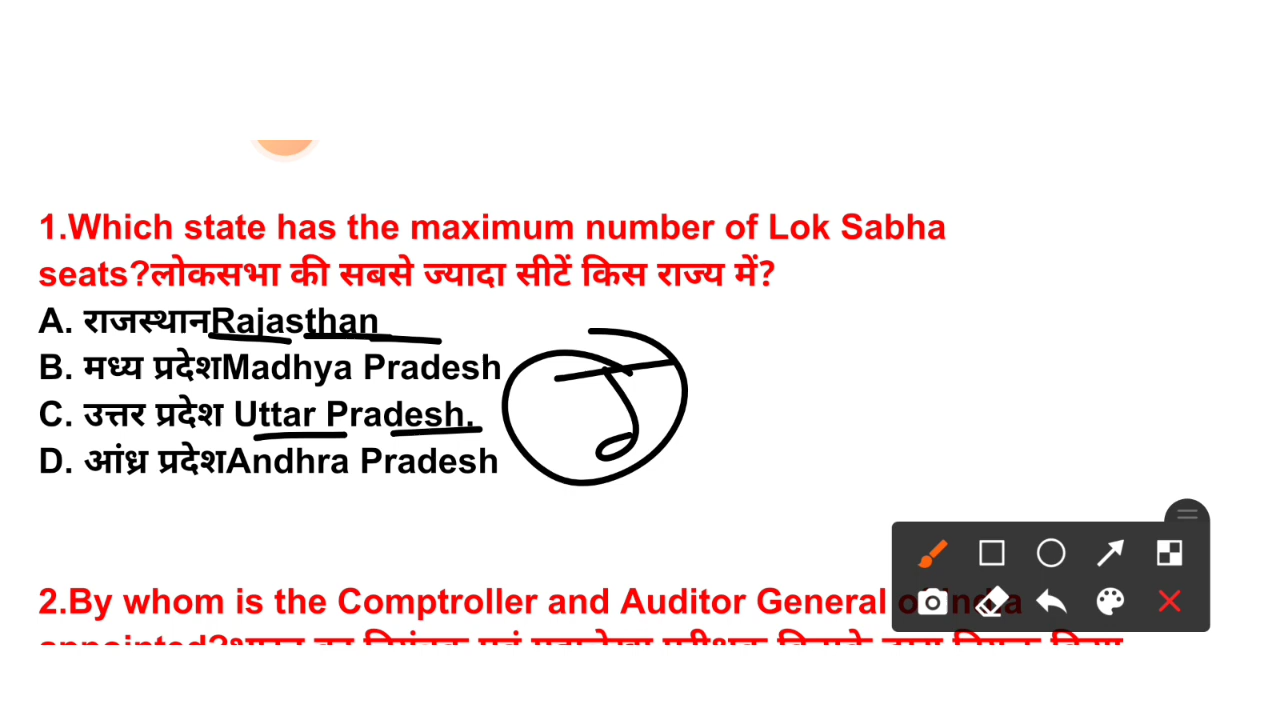 1.Which state has the maximum number of Lok Sabha
seats?लोकसभा की सबसे ज्यादा सीटें किस राज्य में?
A. राजस्थानRajasthan
B. मध्य प्रदेशMadhya Pradesh
C. उत्तर प्रदेश Uttar Pradesh.
D. आंध्र प्रदेशAndhra Pradesh
2.By whom is the Comptroller and Auditor General of India